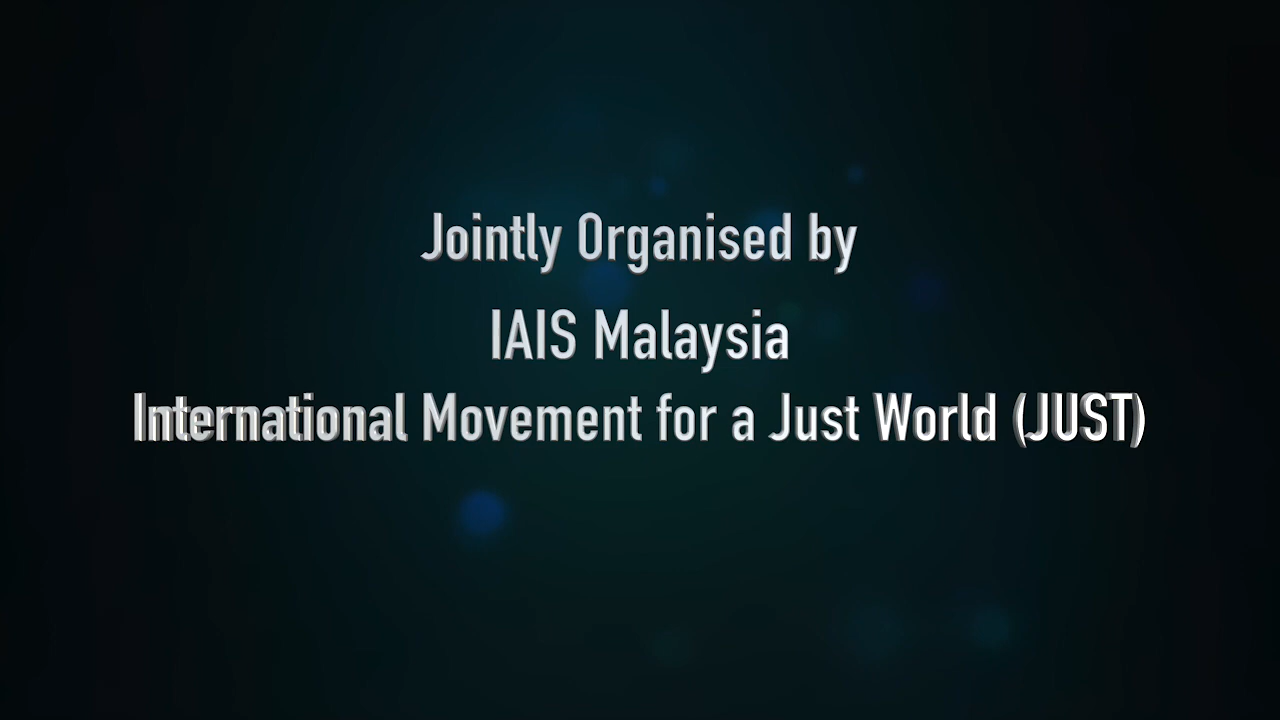 Jointly Organised by
IAIS Malaysia
International Movement for a Just World (JUST)